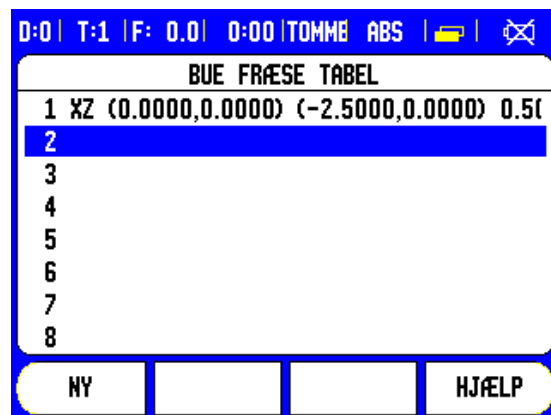 D:0 | T:1 | F: 0.0 | 0:00 | TOMME ABS
BUE FRÆSE TABEL
1 XZ (0.0000,0.0000) (-2.5000,0.0000) 0.5(
2
3
4
5
6
7
8
NY HJÆLP